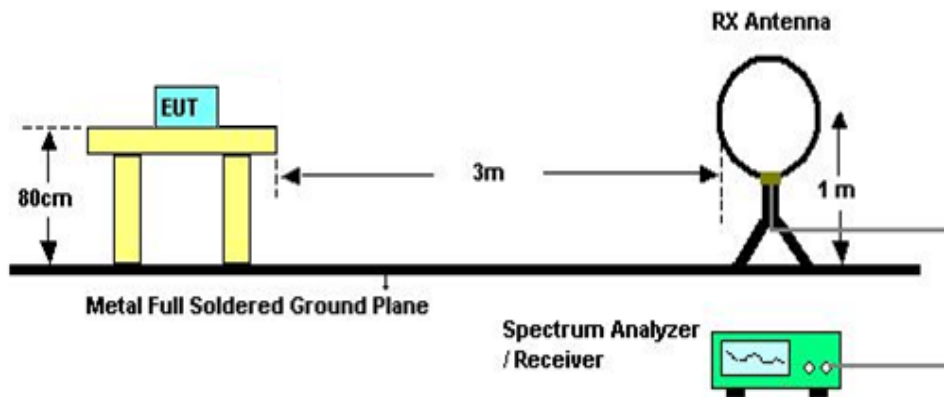 RX Antenna
EUT
80cm
3m
1 m
Metal Full Soldered Ground Plane
Spectrum Analyzer
/ Receiver